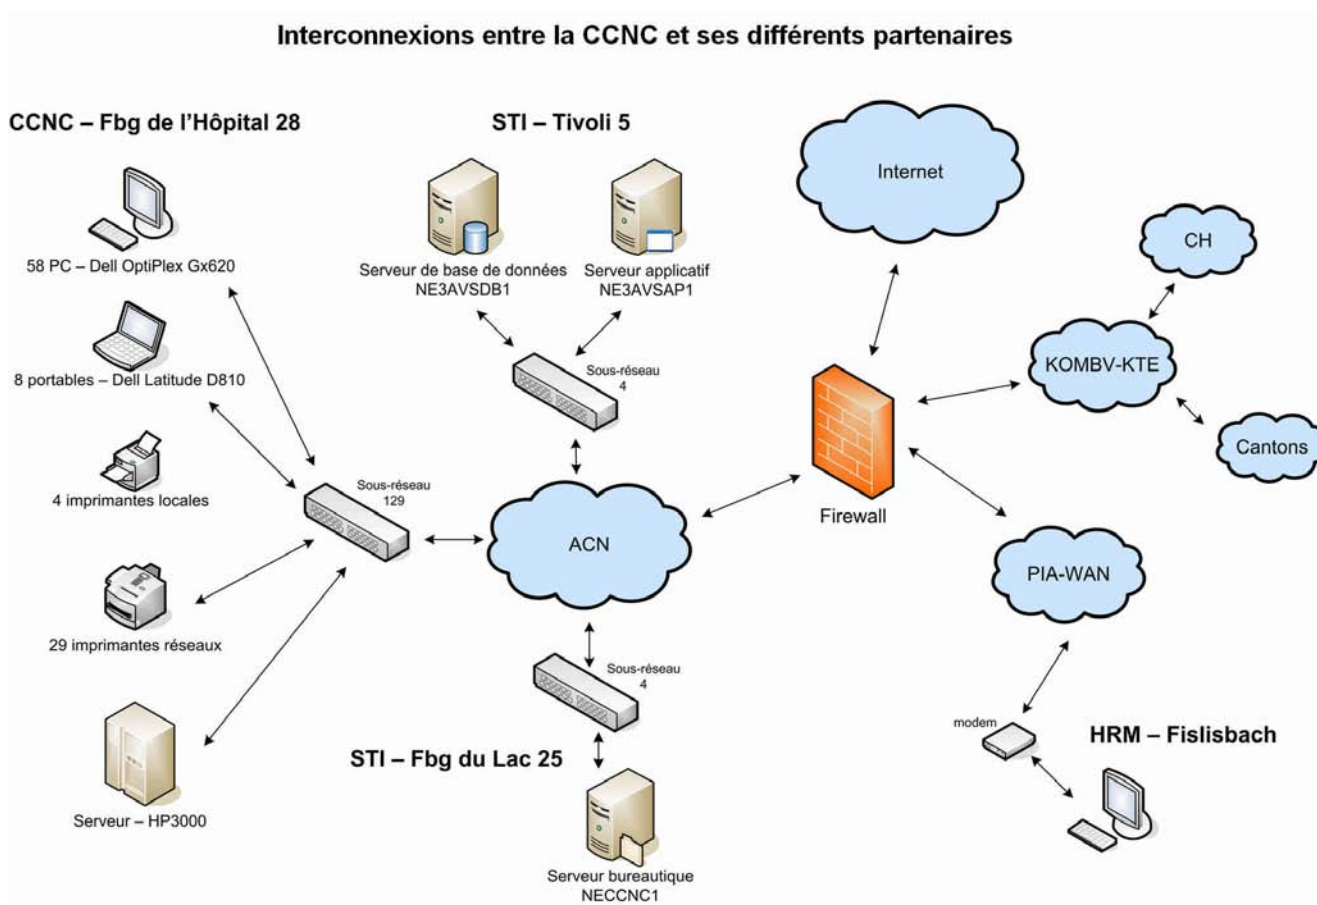 Interconnexions entre la CCNC et ses différents partenaires
CCNC – Fbg de l'Hôpital 28
58 PC – Dell OptiPlex Gx620
8 portables – Dell Latitude D810
4 imprimantes locales
29 imprimantes réseaux
Serveur – HP3000
Sous-réseau
129
STI – Tivoli 5
Serveur de base de données
NE3AVSDB1
Serveur applicatif
NE3AVSAP1
Sous-réseau
4
ACN
Sous-réseau
4
STI – Fbg du Lac 25
Serveur bureautique
NECCNC1
Internet
Firewall
CH
KOMBV-KTE
Cantons
PIA-WAN
modem
HRM – Fislisbach